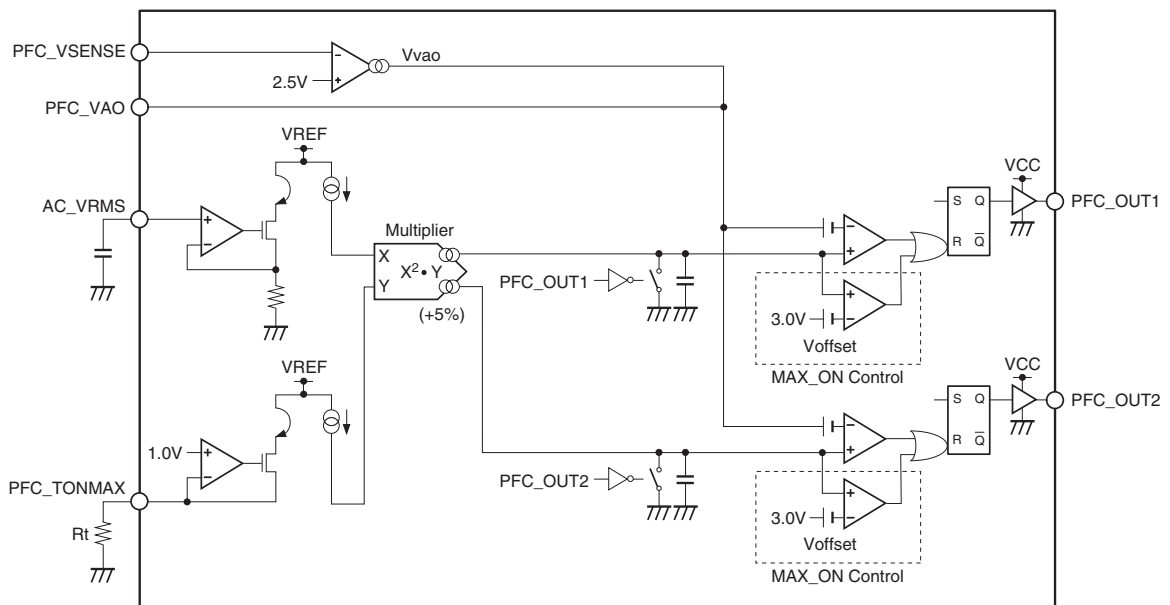 PFC_VSENSE
Vvao
2.5V
PFC_VAO
VREF
AC_VRMS
Multiplier
X
X²• Y
Y
(+5%)
PFC_OUT1
VCC
S Q
R Q̅
PFC_OUT1
3.0V
Voffset
MAX_ON Control
VREF
1.0V
PFC_TONMAX
Rt
PFC_OUT2
VCC
S Q
R Q̅
PFC_OUT2
3.0V
Voffset
MAX_ON Control